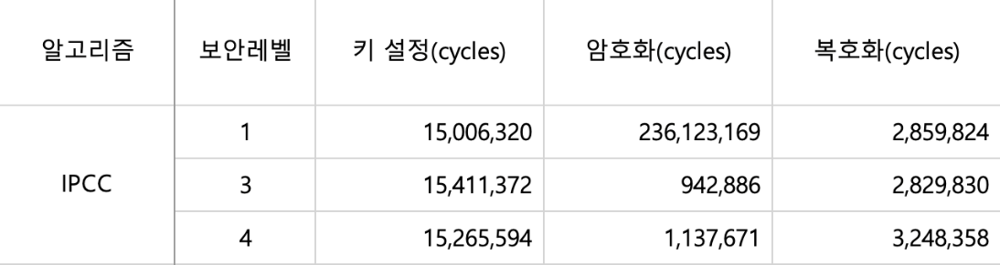 알고리즘 보안레벨 키 설정(cycles) 암호화(cycles) 복호화(cycles)
1 15,006,320 236,123,169 2,859,824
IPCC 3 15,411,372 942,886 2,829,830
4 15,265,594 1,137,671 3,248,358